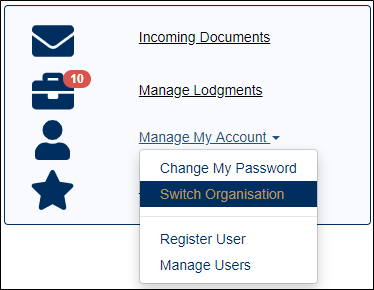 Incoming Documents
10
Manage Lodgments
Manage My Account
Change My Password
Switch Organisation
Register User
Manage Users